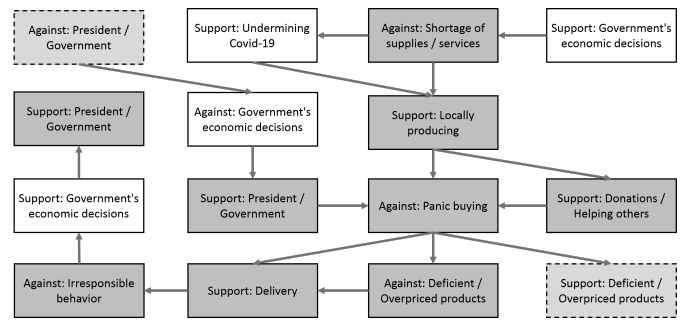 Against: President /
Government
Support: Undermining
Covid-19
Against: Shortage of
supplies / services
Support: Government's
economic decisions
Support: President /
Government
Against: Government's
economic decisions
Support: Locally
producing
Support: Government's
economic decisions
Support: President /
Government
Against: Panic buying
Support: Donations /
Helping others
Against: Irresponsible
behavior
Support: Delivery
Against: Deficient /
Overpriced products
Support: Deficient /
Overpriced products